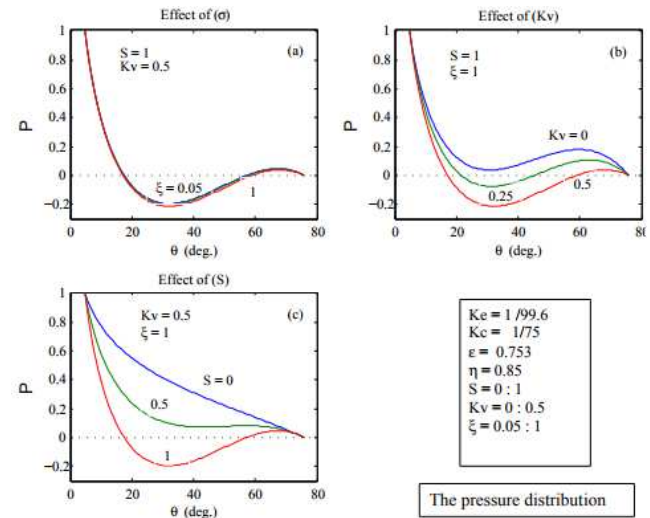 Effect of (σ)
1
0.8
0.6
0.4
0.2
0
−0.2
P
S = 1
Kv = 0.5
(a)
ξ = 0.05
1
0
20
40
60
80
θ (deg.)
Effect of (Kv)
1
0.8
0.6
0.4
0.2
0
−0.2
P
S = 1
ξ = 1
(b)
Kv = 0
0.25
0.5
0
20
40
60
80
θ (deg.)
Effect of (S)
1
0.8
0.6
0.4
0.2
0
−0.2
P
Kv = 0.5
ξ = 1
(c)
S = 0
0.5
1
0
20
40
60
80
θ (deg.)
Ke = 1 /99.6
Kc = 1/75
ε = 0.753
η = 0.85
S = 0 : 1
Kv = 0 : 0.5
ξ = 0.05 : 1
The pressure distribution